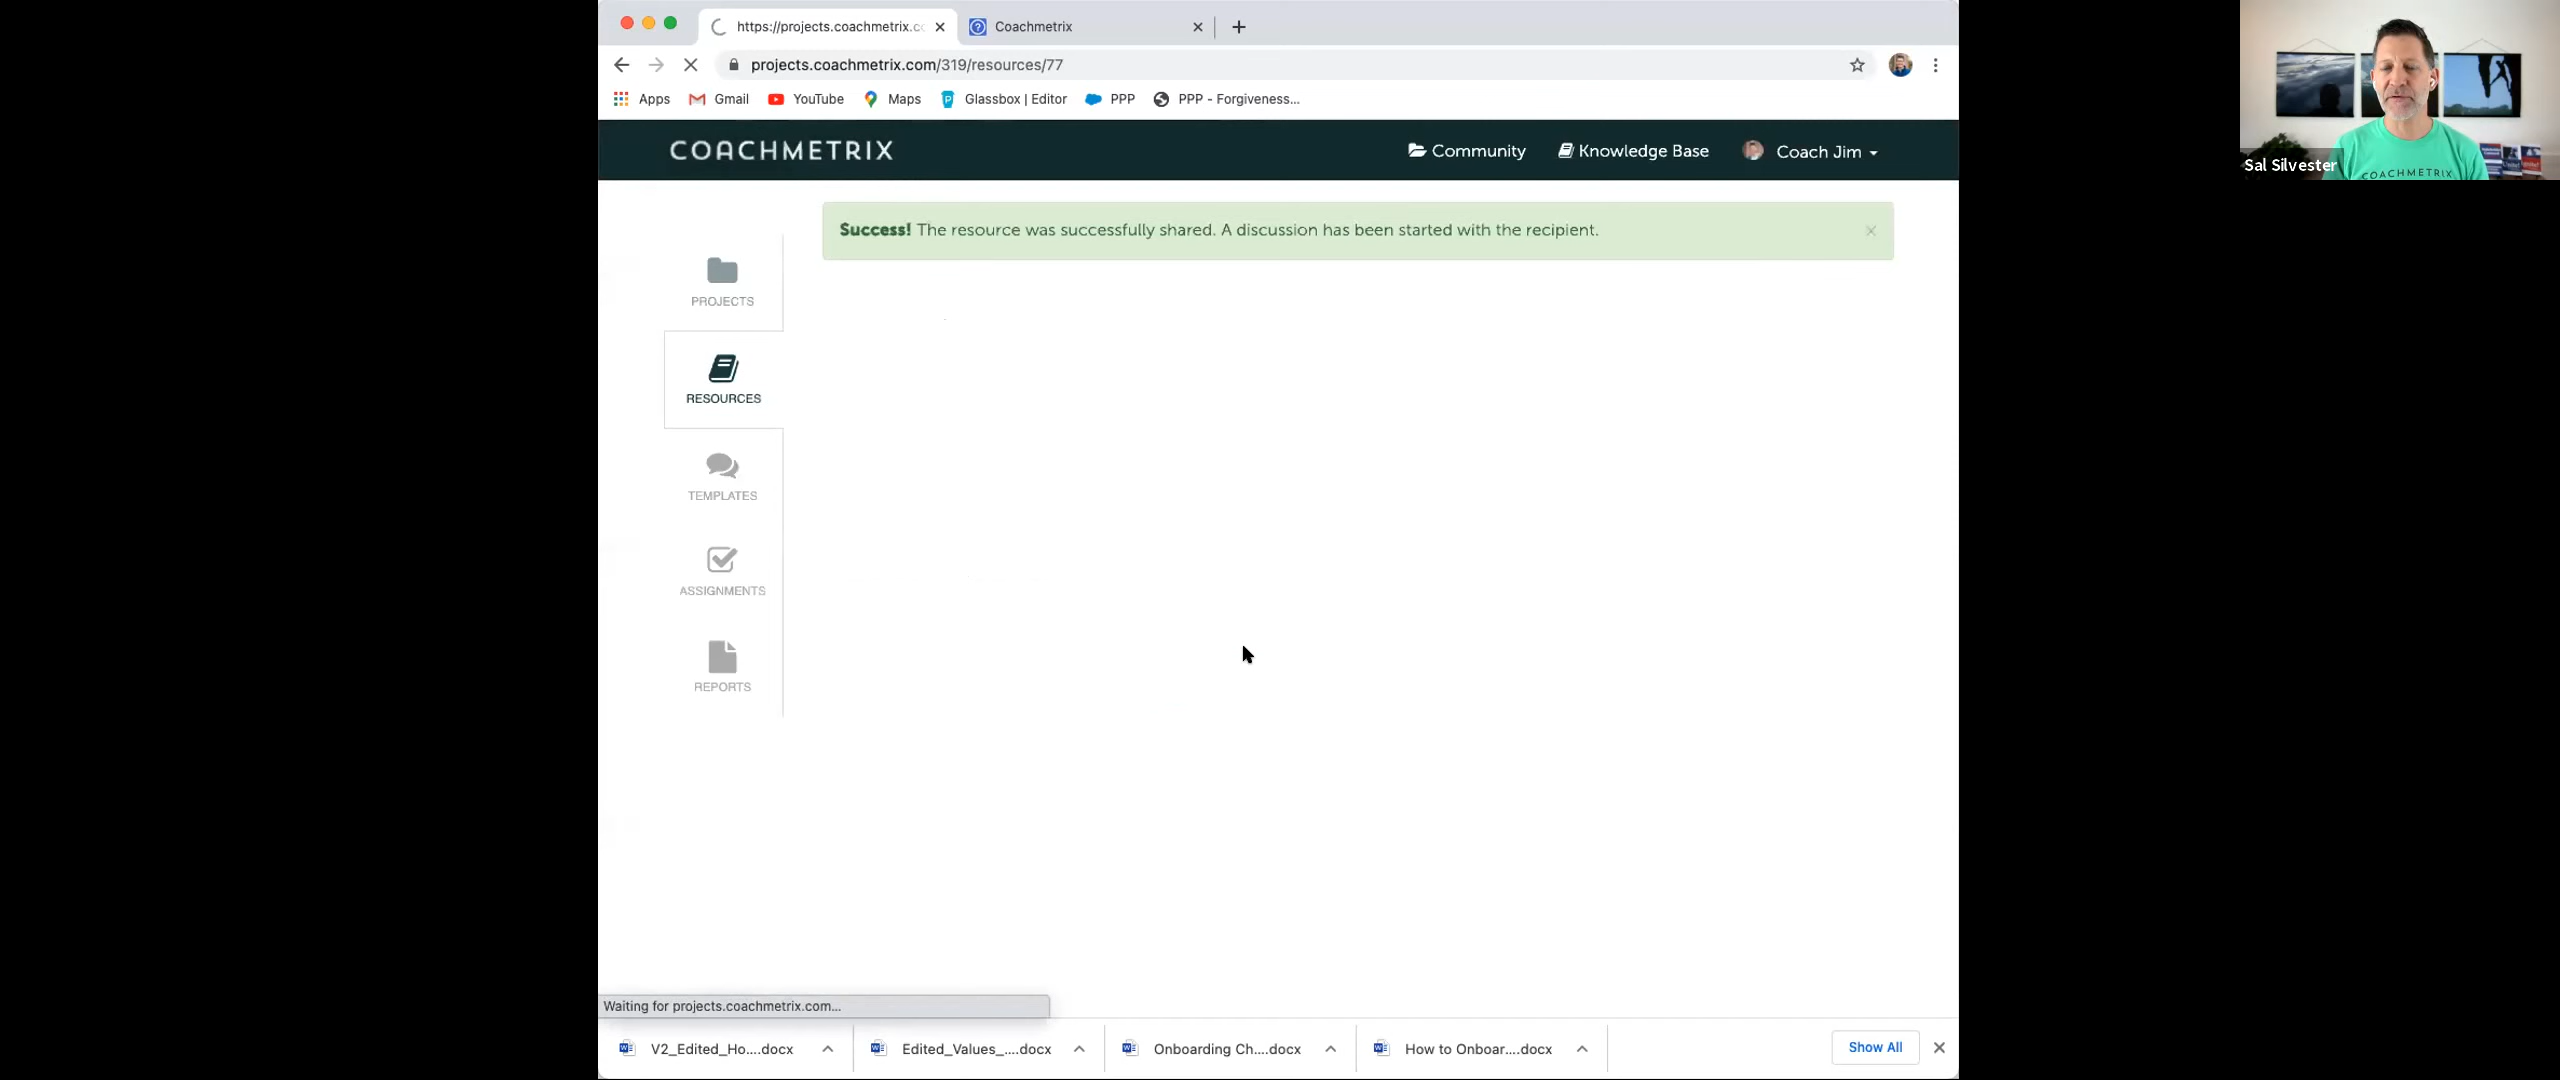 https://projects.coachmetrix.cc
Coachmetrix
projects.coachmetrix.com/319/resources/77
Apps
Gmail
YouTube
Maps
Glassbox | Editor
PPP
PPP - Forgiveness...
COACHMETRIX
Community
Knowledge Base
Coach Jim
Success! The resource was successfully shared. A discussion has been started with the recipient.
PROJECTS
RESOURCES
TEMPLATES
ASSIGNMENTS
REPORTS
Waiting for projects.coachmetrix.com...
V2_Edited_Ho....docx
Edited_Values_....docx
Onboarding Ch....docx
How to Onboar....docx
Show All
Sal Silvester
COACHMETRIX